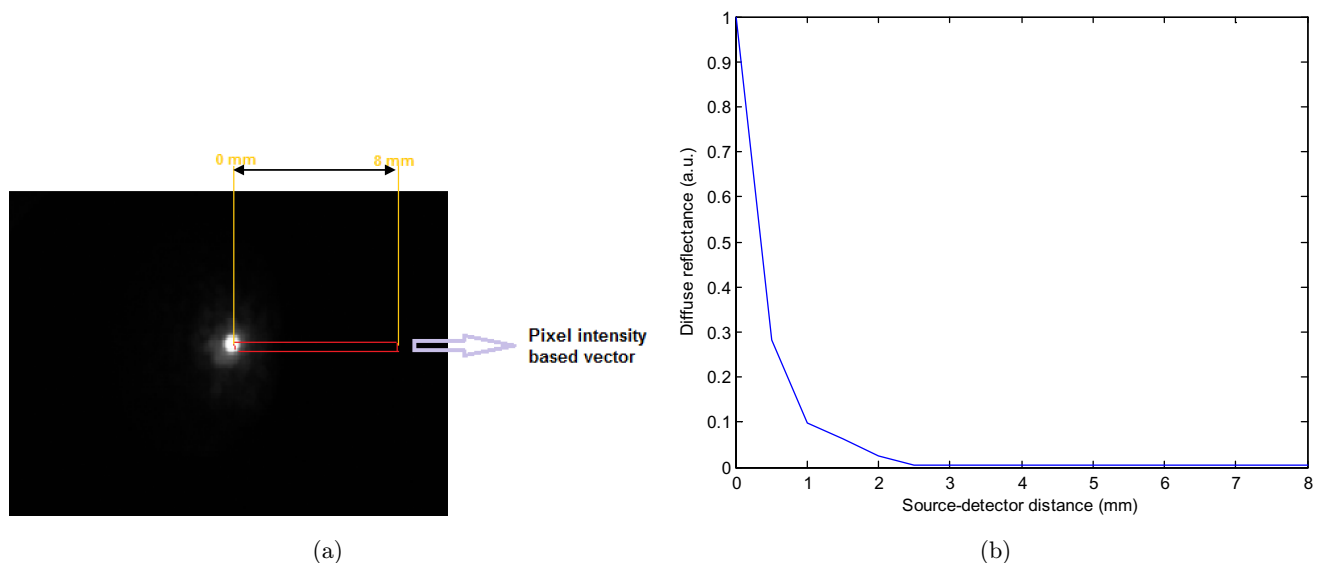 0 mm
8 mm
Pixel intensity
based vector
(a)
1
0.9
0.8
0.7
0.6
0.5
0.4
0.3
0.2
0.1
0
Diffuse reflectance (a.u.)
0 1 2 3 4 5 6 7 8
Source-detector distance (mm)
(b)